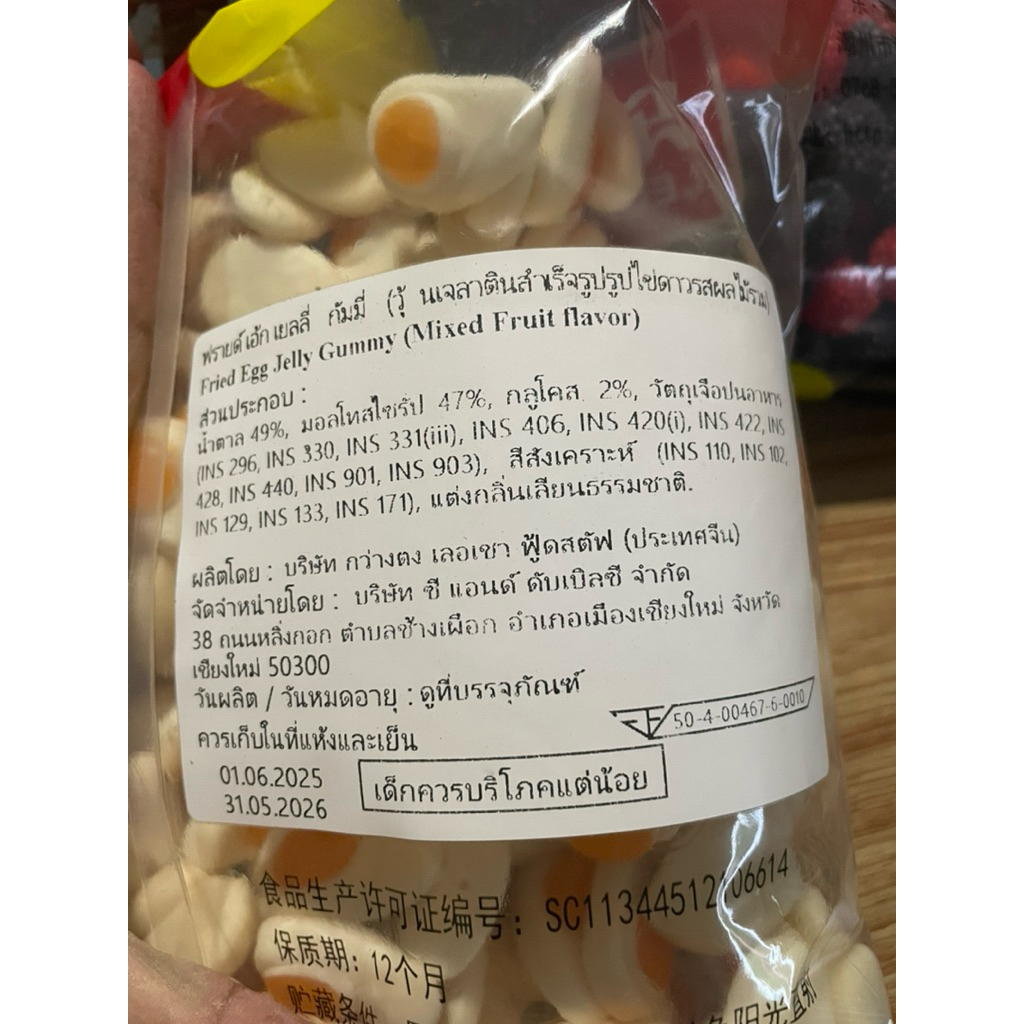 ฟรายด์ เอ้ก เยลลี่ กัมมี่ (วุ้นเจลาตินสำเร็จรูปรูปไข่ดาวรสผลไม้รวม)
Fried Egg Jelly Gummy (Mixed Fruit flavor)
ส่วนประกอบ :
น้ำตาล 49%, มอลโทสไซรัป 47%, กลูโคส 2%, วัตถุเจือปนอาหาร
(INS 296, INS 330, INS 331(iii), INS 406, INS 420(i), INS 422, INS
428, INS 440, INS 901, INS 903), สีสังเคราะห์ (INS 110, INS 102,
INS 129, INS 133, INS 171), แต่งกลิ่นเลียนธรรมชาติ.
ผลิตโดย : บริษัท กว่างตง เลอเชา ฟู้ดสตัฟ (ประเทศจีน)
จัดจำหน่ายโดย : บริษัท ซี แอนด์ ดับเบิลซี จำกัด
38 ถนนหลิ่งกอก ตำบลช้างเผือก อำเภอเมืองเชียงใหม่ จังหวัด
เชียงใหม่ 50300
วันผลิต / วันหมดอายุ : ดูที่บรรจุภัณฑ์
50-4-00467-6-0010
ควรเก็บในที่แห้งและเย็น
01.06.2025
31.05.2026
เด็กควรบริโภคแต่น้อย
食品生产许可证编号: SC11344512106614
保质期: 12个月
贮藏条件
阳光直射